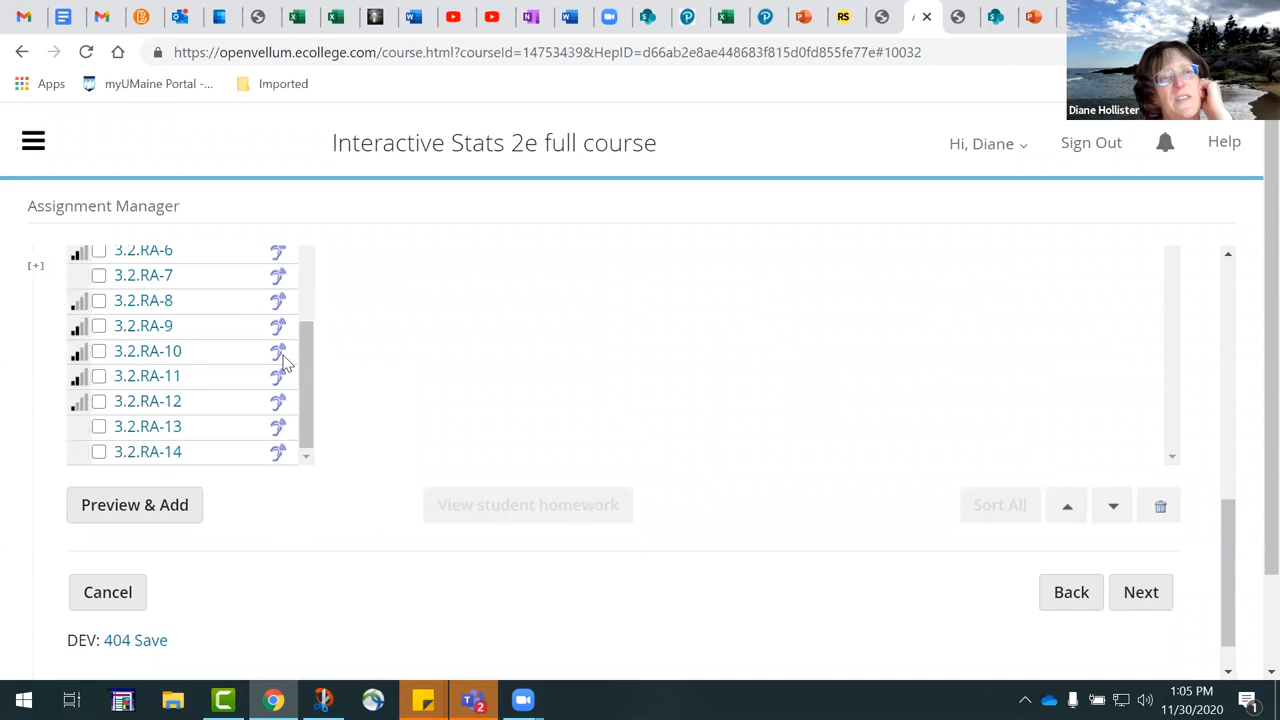 https://openvellum.ecollege.com/course.html?courseId=14753439&HepID=d66ab2e8ae448683f815d0fd855fe77e#10032
Apps
myUMaine Portal -...
Imported
Diane Hollister
Interactive Stats 2e full course
Hi, Diane
Sign Out
Help
Assignment Manager
[+]
3.2.RA-6
3.2.RA-7
3.2.RA-8
3.2.RA-9
3.2.RA-10
3.2.RA-11
3.2.RA-12
3.2.RA-13
3.2.RA-14
Preview & Add
View student homework
Sort All
Cancel
Back
Next
DEV: 404 Save
1:05 PM
11/30/2020